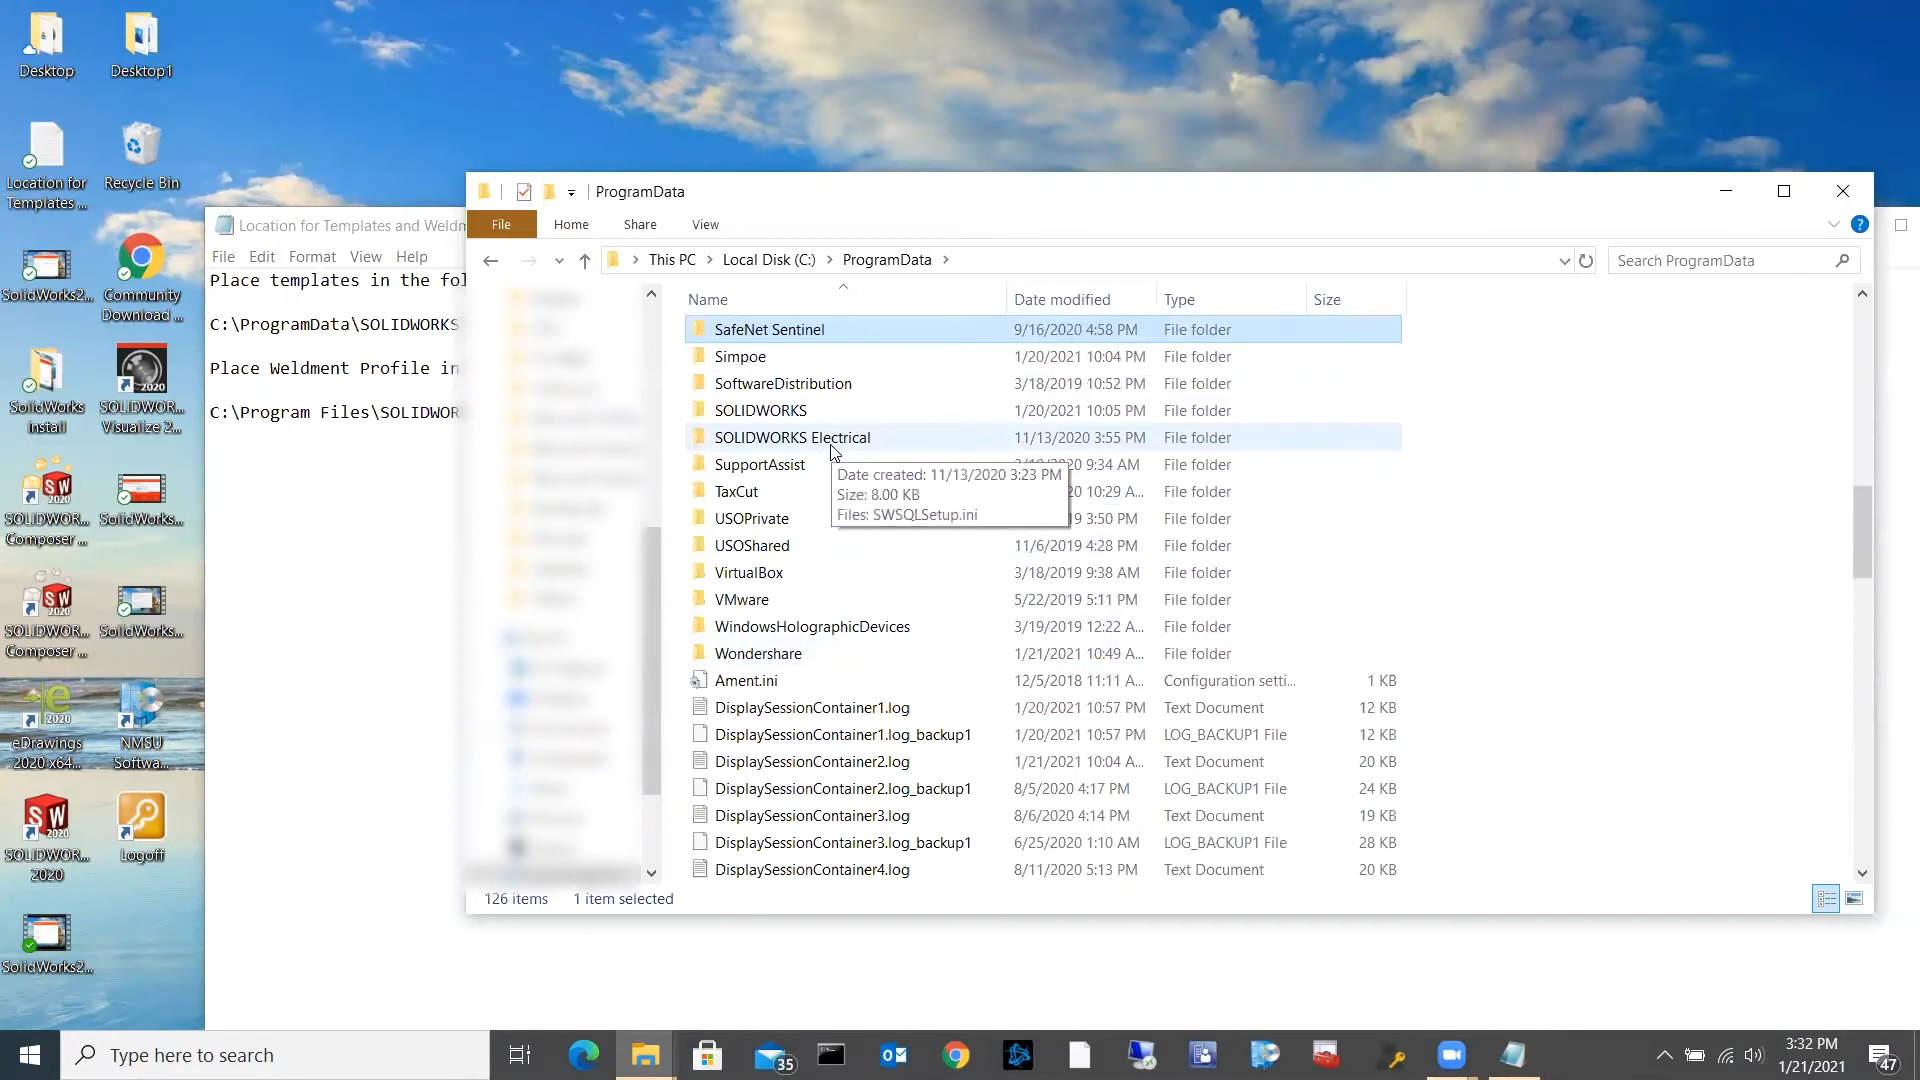 Desktop
Desktop1
Location for
Templates ...
Recycle Bin
SolidWorks2...
Community
Download ...
SolidWorks
install
SOLIDWOR...
Visualize 2...
SOLIDWOR...
Composer ...
SolidWorks...
SOLIDWOR...
Composer ...
SolidWorks...
eDrawings
2020 x64...
NMSU
Softwa...
SOLIDWOR...
2020
Logoff
SolidWorks2...
Location for Templates and Weldm
File Edit Format View Help
Place templates in the fol
C:\ProgramData\SOLIDWORKS
Place Weldment Profile in
C:\Program Files\SOLIDWOR
ProgramData
File Home Share View
This PC > Local Disk (C:) > ProgramData >
Search ProgramData
Name Date modified Type Size
SafeNet Sentinel 9/16/2020 4:58 PM File folder
Simpoe 1/20/2021 10:04 PM File folder
SoftwareDistribution 3/18/2019 10:52 PM File folder
SOLIDWORKS 1/20/2021 10:05 PM File folder
SOLIDWORKS Electrical 11/13/2020 3:55 PM File folder
SupportAssist 9:34 AM File folder
TaxCut 10:29 A... File folder
USOPrivate 3:50 PM File folder
USOShared 11/6/2019 4:28 PM File folder
VirtualBox 3/18/2019 9:38 AM File folder
VMware 5/22/2019 5:11 PM File folder
WindowsHolographicDevices 3/19/2019 12:22 A... File folder
Wondershare 1/21/2021 10:49 A... File folder
Ament.ini 12/5/2018 11:11 A... Configuration setti... 1 KB
DisplaySessionContainer1.log 1/20/2021 10:57 PM Text Document 12 KB
DisplaySessionContainer1.log_backup1 1/20/2021 10:57 PM LOG_BACKUP1 File 12 KB
DisplaySessionContainer2.log 1/21/2021 10:04 A... Text Document 20 KB
DisplaySessionContainer2.log_backup1 8/5/2020 4:17 PM LOG_BACKUP1 File 24 KB
DisplaySessionContainer3.log 8/6/2020 4:14 PM Text Document 19 KB
DisplaySessionContainer3.log_backup1 6/25/2020 1:10 AM LOG_BACKUP1 File 28 KB
DisplaySessionContainer4.log 8/11/2020 5:13 PM Text Document 20 KB
Date created: 11/13/2020 3:23 PM
Size: 8.00 KB
Files: SWSQLSetup.ini
126 items 1 item selected
Type here to search
35
3:32 PM
1/21/2021
47